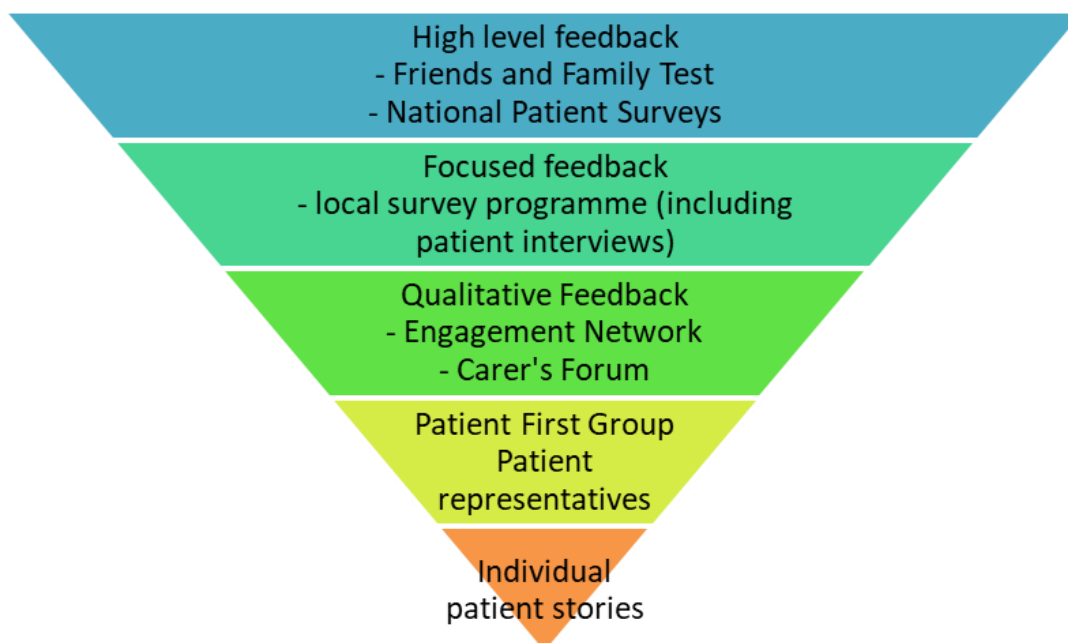 High level feedback
- Friends and Family Test
- National Patient Surveys
Focused feedback
- local survey programme (including
patient interviews)
Qualitative Feedback
- Engagement Network
- Carer's Forum
Patient First Group
Patient
representatives
Individual
patient stories